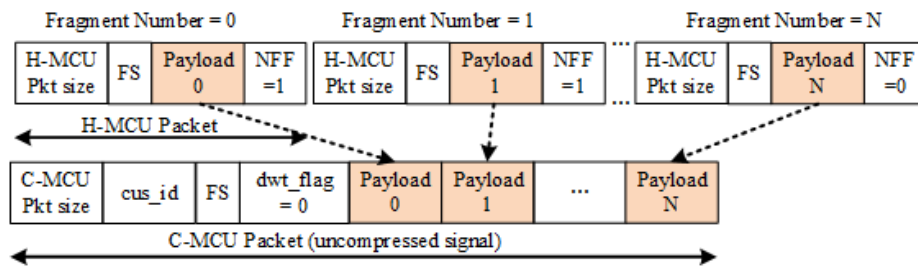 Fragment Number = 0 Fragment Number = 1 Fragment Number = N
H-MCU Pkt size FS Payload 0 NFF =1 H-MCU Pkt size FS Payload 1 NFF =1 ... H-MCU Pkt size FS Payload N NFF =0
...
H-MCU Packet
C-MCU Pkt size cus_id FS dwt_flag = 0 Payload 0 Payload 1 ... Payload N
C-MCU Packet (uncompressed signal)